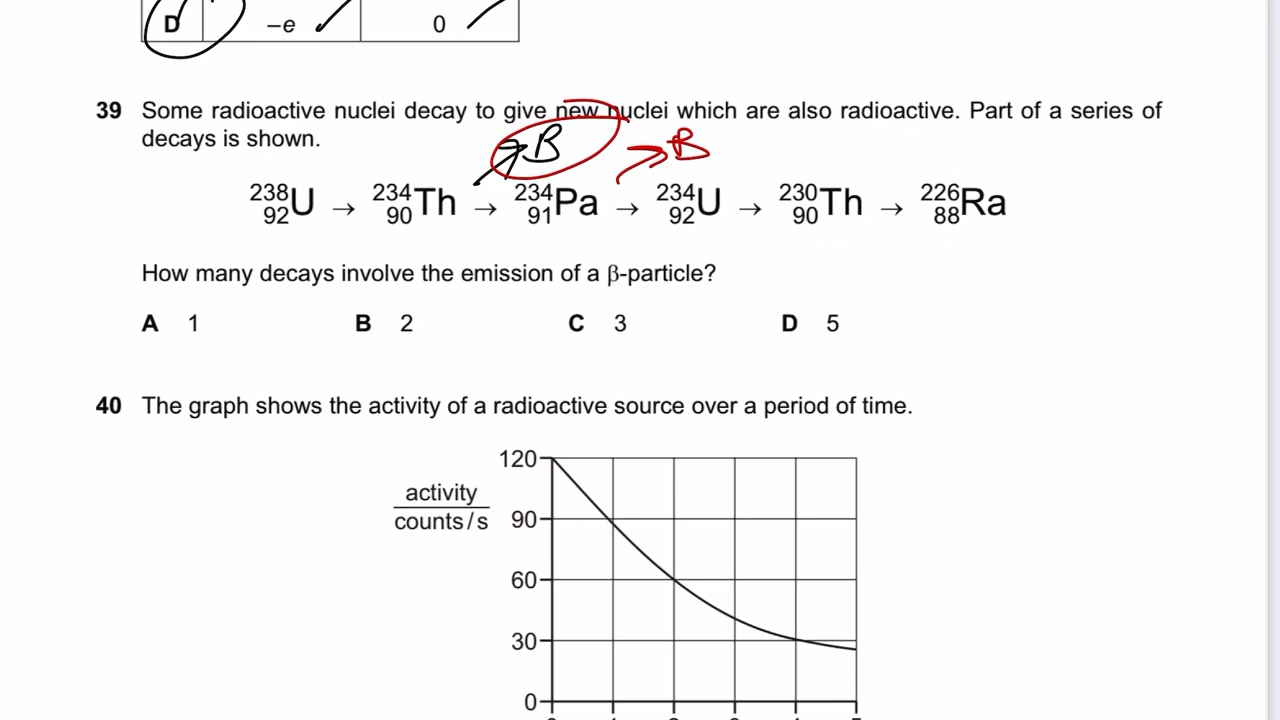 D –e 0
39 Some radioactive nuclei decay to give new nuclei which are also radioactive. Part of a series of
decays is shown.
B B
²³⁸₉₂U → ²³⁴₉₀Th → ²³⁴₉₁Pa → ²³⁴₉₂U → ²³⁰₉₀Th → ²²⁶₈₈Ra
How many decays involve the emission of a β-particle?
A 1 B 2 C 3 D 5
40 The graph shows the activity of a radioactive source over a period of time.
120
activity
counts / s 90
60
30
0